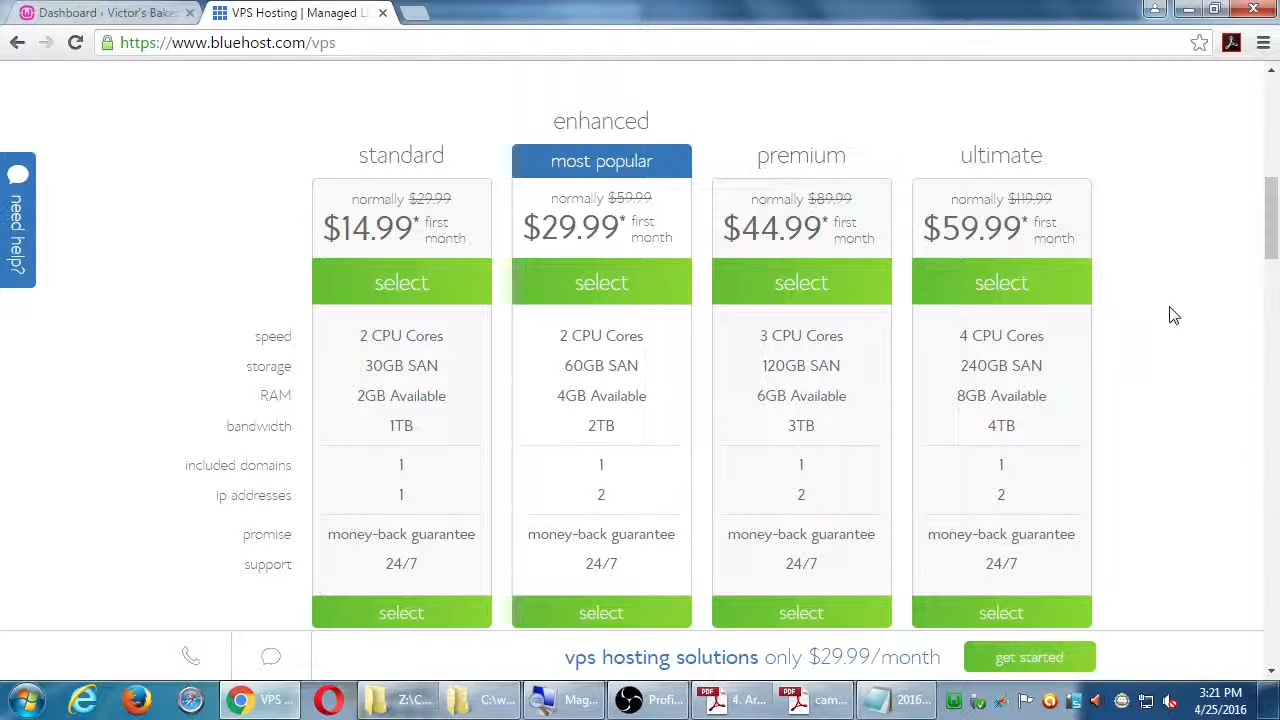 Dashboard ‹ Victor's Bake
VPS Hosting | Managed L
https://www.bluehost.com/vps
need help?
enhanced
standard
most popular
premium
ultimate
normally $29.99
$14.99* first month
normally $59.99
$29.99* first month
normally $89.99
$44.99* first month
normally $119.99
$59.99* first month
select select select select
speed 2 CPU Cores 2 CPU Cores 3 CPU Cores 4 CPU Cores
storage 30GB SAN 60GB SAN 120GB SAN 240GB SAN
RAM 2GB Available 4GB Available 6GB Available 8GB Available
bandwidth 1TB 2TB 3TB 4TB
included domains 1 1 1 1
ip addresses 1 2 2 2
promise money-back guarantee money-back guarantee money-back guarantee money-back guarantee
support 24/7 24/7 24/7 24/7
select select select select
vps hosting solutions only $29.99/month get started
VPS ... Z:\C... C:\w... Mag... Profi... 4. Ar... cam... 2016... 3:21 PM
4/25/2016